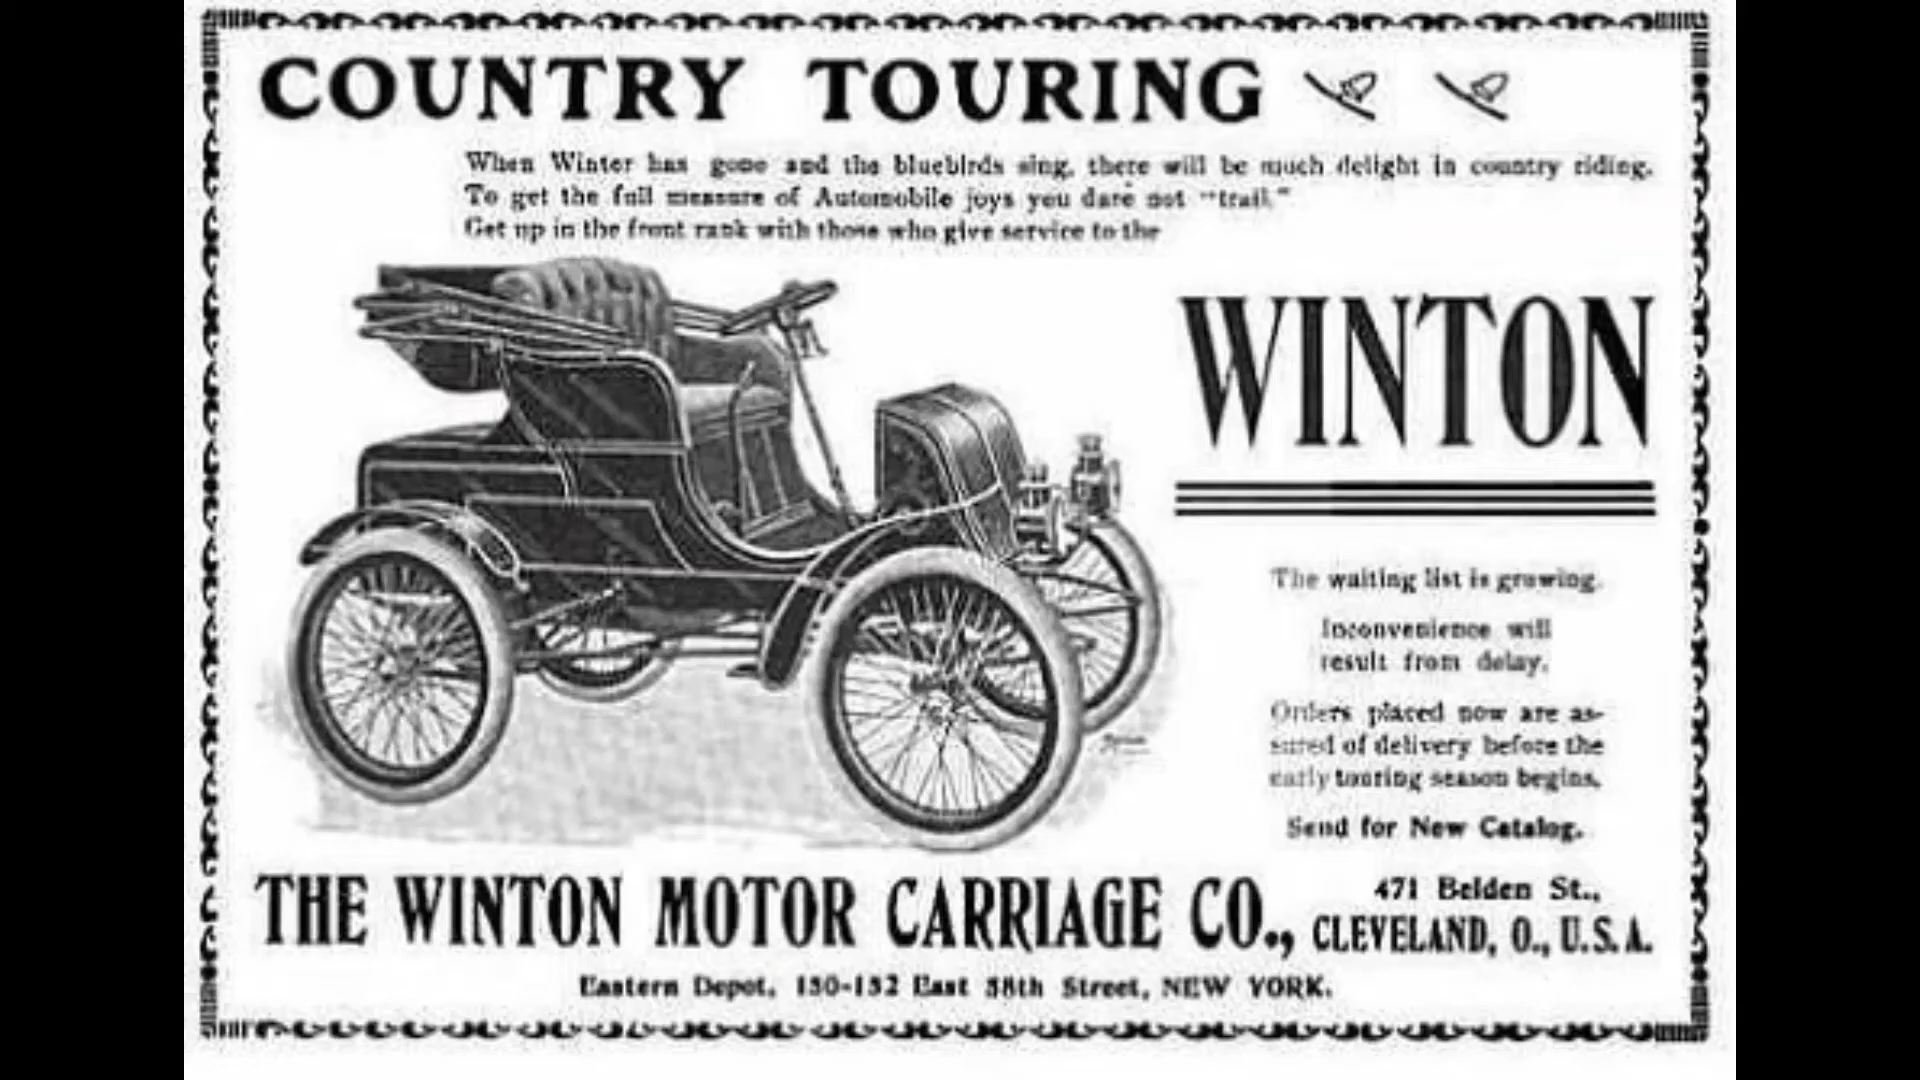 COUNTRY TOURING
When Winter has gone and the bluebirds sing, there will be much delight in country riding.
To get the full measure of Automobile joys you dare not "trail."
Get up in the front rank with those who give service to the
WINTON
The waiting list is growing.
Inconvenience will
result from delay.
Orders placed now are as-
sured of delivery before the
early touring season begins.
Send for New Catalog.
THE WINTON MOTOR CARRIAGE CO.,
471 Belden St.,
CLEVELAND, O., U.S.A.
Eastern Depot, East Street, NEW YORK.